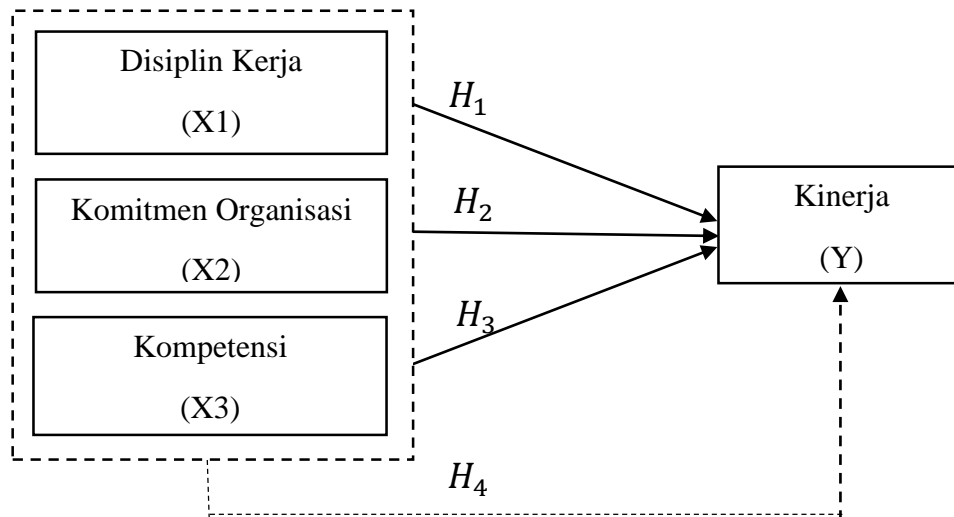 Disiplin Kerja
(X1)
Komitmen Organisasi
(X2)
Kompetensi
(X3)
H₁
H₂
H₃
H₄
Kinerja
(Y)